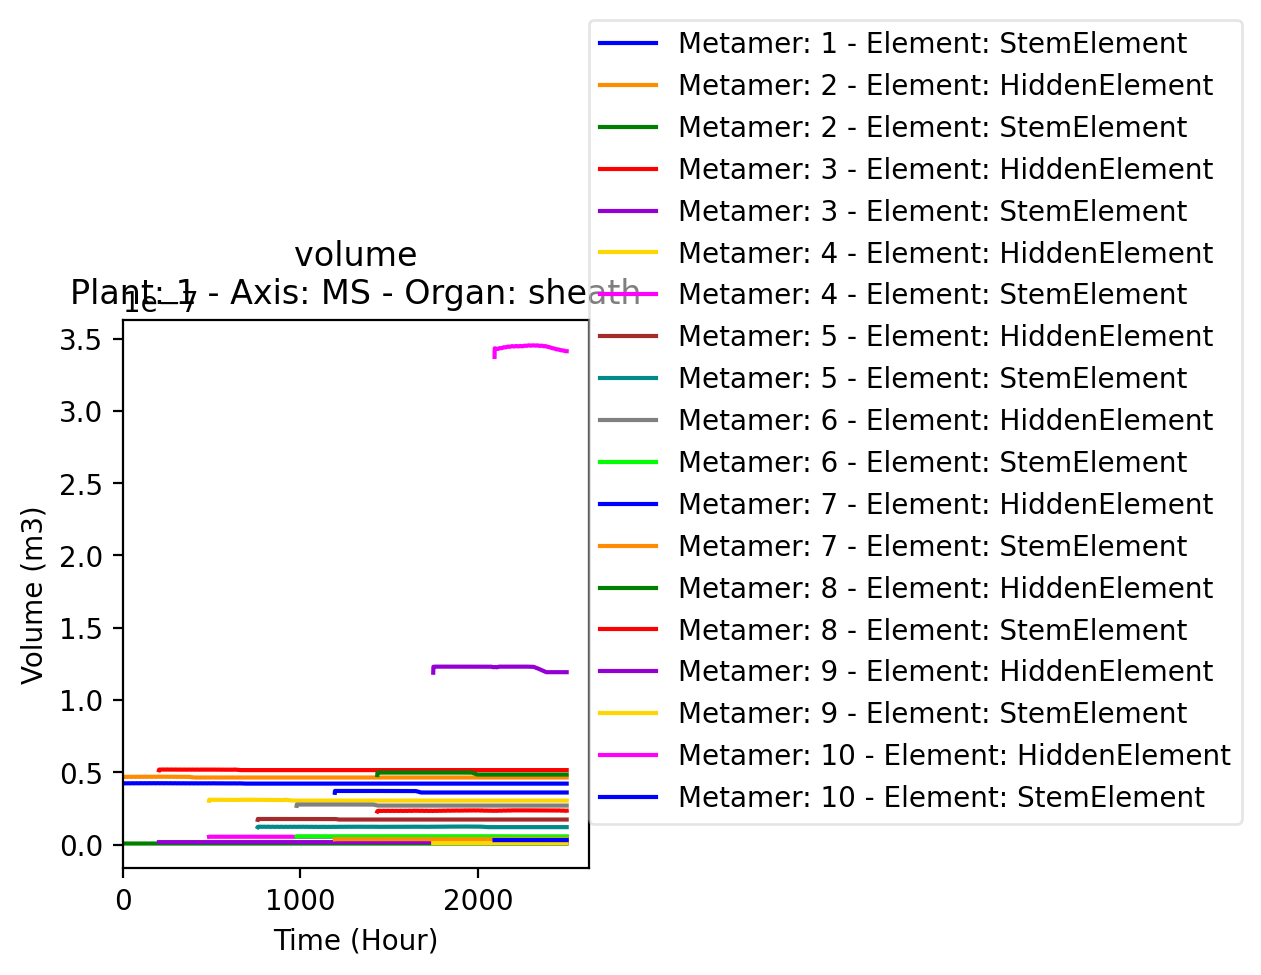 volume
Plant: 1 - Axis: MS - Organ: sheath
1e−7
3.5
3.0
2.5
2.0
1.5
1.0
0.5
0.0
Volume (m3)
0 1000 2000
Time (Hour)
Metamer: 1 - Element: StemElement
Metamer: 2 - Element: HiddenElement
Metamer: 2 - Element: StemElement
Metamer: 3 - Element: HiddenElement
Metamer: 3 - Element: StemElement
Metamer: 4 - Element: HiddenElement
Metamer: 4 - Element: StemElement
Metamer: 5 - Element: HiddenElement
Metamer: 5 - Element: StemElement
Metamer: 6 - Element: HiddenElement
Metamer: 6 - Element: StemElement
Metamer: 7 - Element: HiddenElement
Metamer: 7 - Element: StemElement
Metamer: 8 - Element: HiddenElement
Metamer: 8 - Element: StemElement
Metamer: 9 - Element: HiddenElement
Metamer: 9 - Element: StemElement
Metamer: 10 - Element: HiddenElement
Metamer: 10 - Element: StemElement